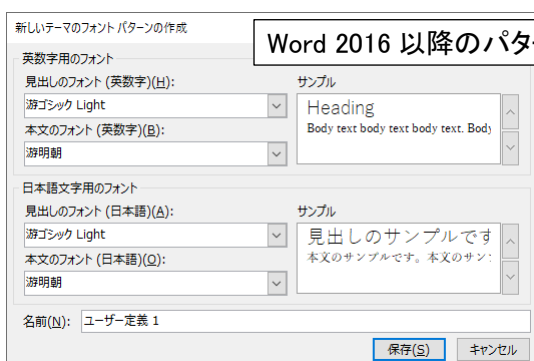 新しいテーマのフォント パターンの作成
Word 2016 以降のパタ
英数字用のフォント
見出しのフォント (英数字)(H):
游ゴシック Light
本文のフォント (英数字)(B):
游明朝
サンプル
Heading
Body text body text body text. Body
日本語文字用のフォント
見出しのフォント (日本語)(A):
游ゴシック Light
本文のフォント (日本語)(O):
游明朝
サンプル
見出しのサンプルです
本文のサンプルです。本文のサン
名前(N): ユーザー定義 1
保存(S) キャンセル